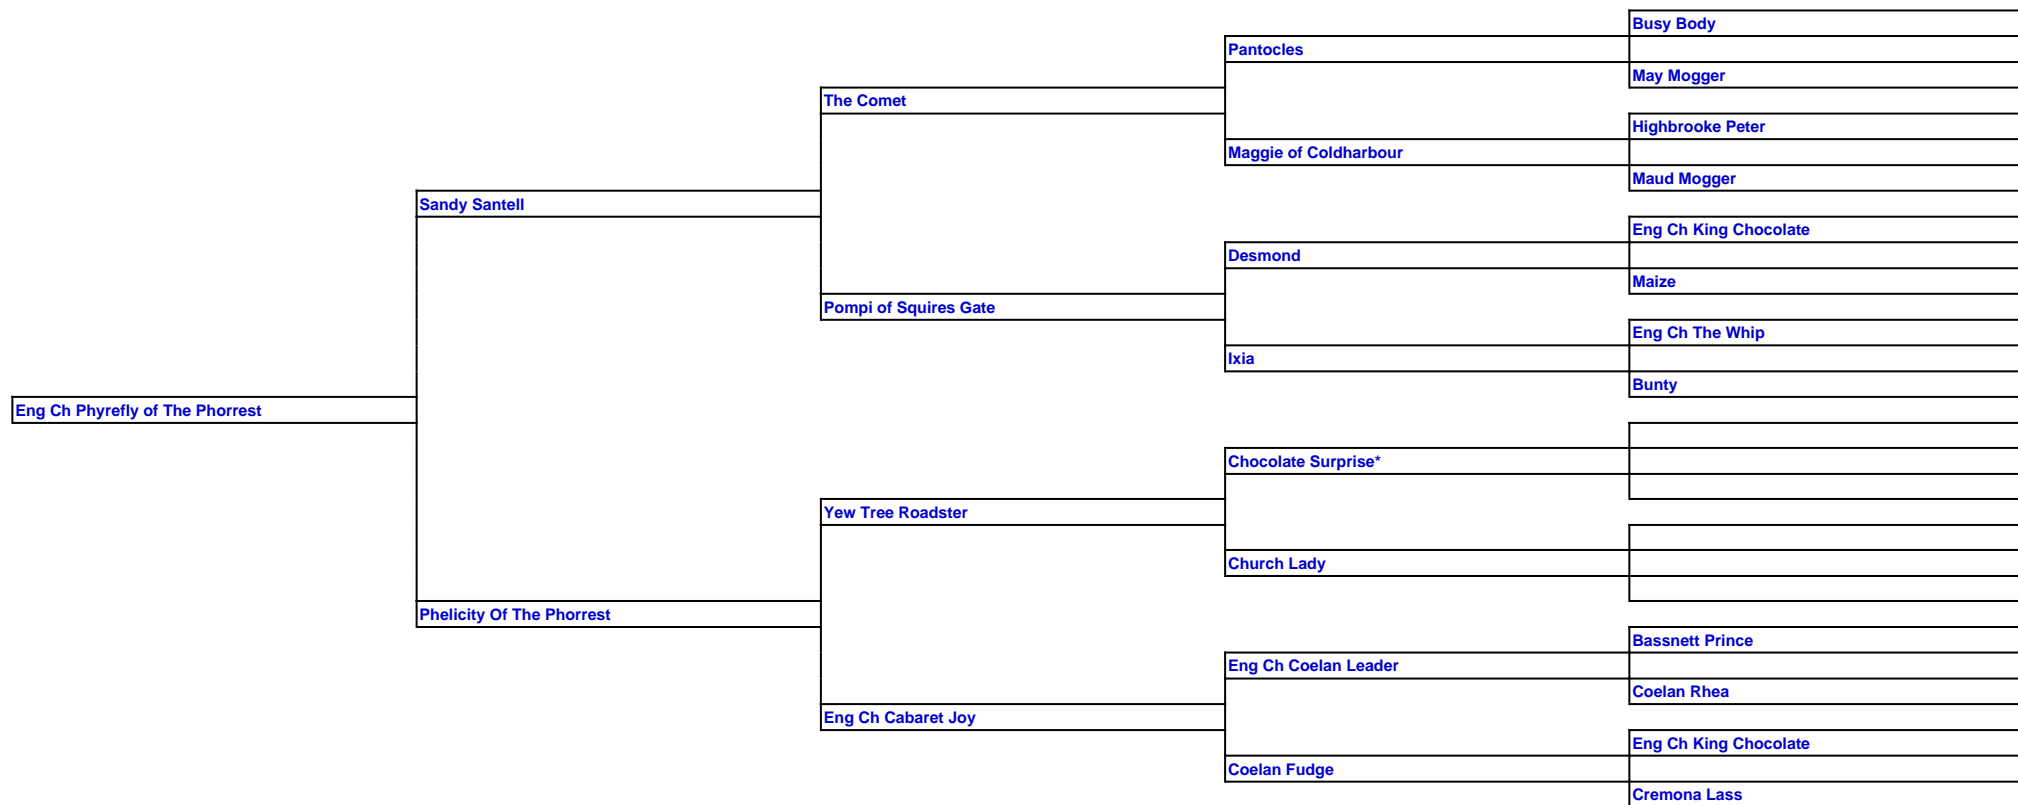 Busy Body
Pantocles
May Mogger
The Comet
Highbrooke Peter
Maggie of Coldharbour
Maud Mogger
Sandy Santell
Eng Ch King Chocolate
Desmond
Maize
Pompi of Squires Gate
Eng Ch The Whip
Ixia
Bunty
Eng Ch Phyrefly of The Phorrest
Chocolate Surprise*
Yew Tree Roadster
Church Lady
Phelicity Of The Phorrest
Bassnett Prince
Eng Ch Coelan Leader
Coelan Rhea
Eng Ch Cabaret Joy
Eng Ch King Chocolate
Coelan Fudge
Cremona Lass